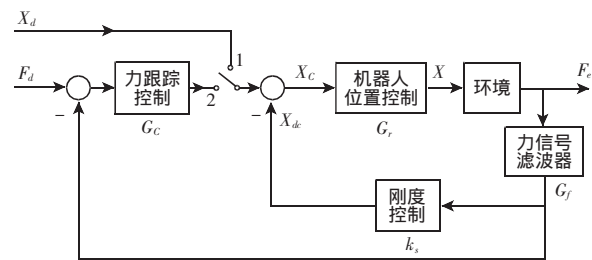 X_d
1
F_d
力跟踪
控制
G_C
2
X_C
机器人
位置控制
G_r
X
环境
F_e
−
−
X_dc
力信号
滤波器
G_f
刚度
控制
k_s